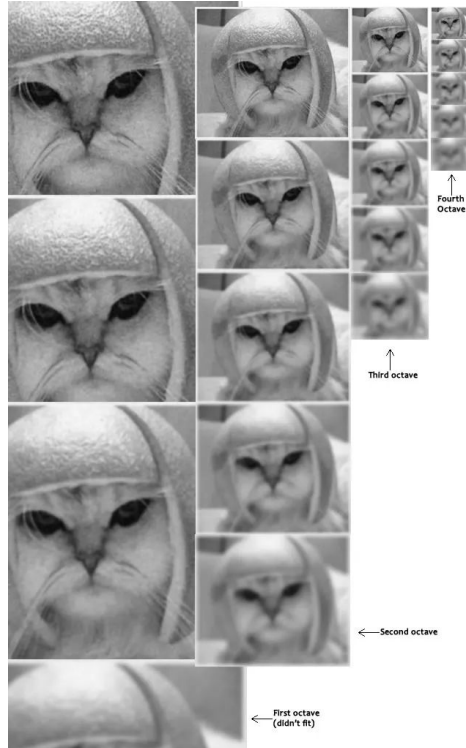 Fourth
Octave
Third octave
Second octave
First octave
(didn't fit)